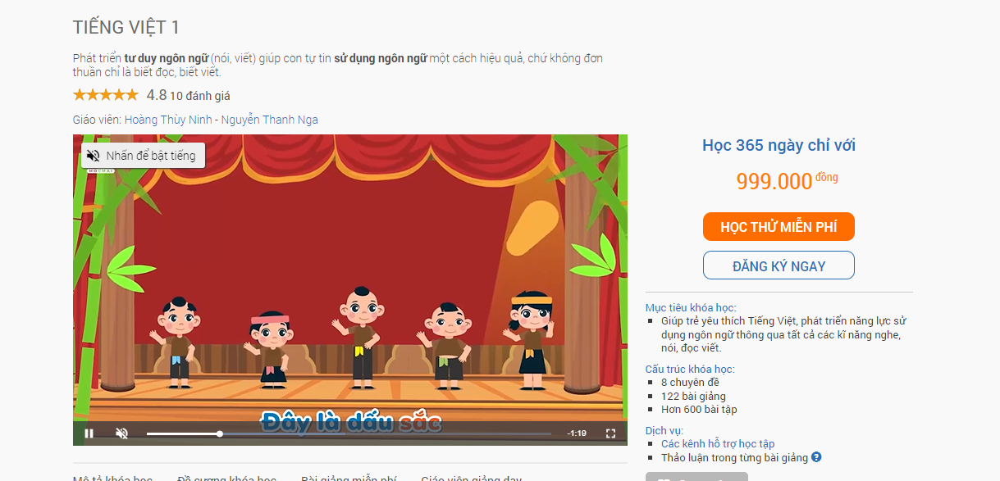 TIẾNG VIỆT 1
Phát triển tư duy ngôn ngữ (nói, viết) giúp con tự tin sử dụng ngôn ngữ một cách hiệu quả, chứ không đơn
thuần chỉ là biết đọc, biết viết.
4.8 10 đánh giá
Giáo viên: Hoàng Thùy Ninh - Nguyễn Thanh Nga
Nhấn để bật tiếng
HOCMAI
Đây là dấu sắc
-1:19
Học 365 ngày chỉ với
999.000 đồng
HỌC THỬ MIỄN PHÍ
ĐĂNG KÝ NGAY
Mục tiêu khóa học:
Giúp trẻ yêu thích Tiếng Việt, phát triển năng lực sử
dụng ngôn ngữ thông qua tất cả các kĩ năng nghe,
nói, đọc viết.
Cấu trúc khóa học:
8 chuyên đề
122 bài giảng
Hơn 600 bài tập
Dịch vụ:
Các kênh hỗ trợ học tập
Thảo luận trong từng bài giảng
Mô tả khóa học Đề cương khóa học Bài giảng miễn phí Giáo viên giảng dạy